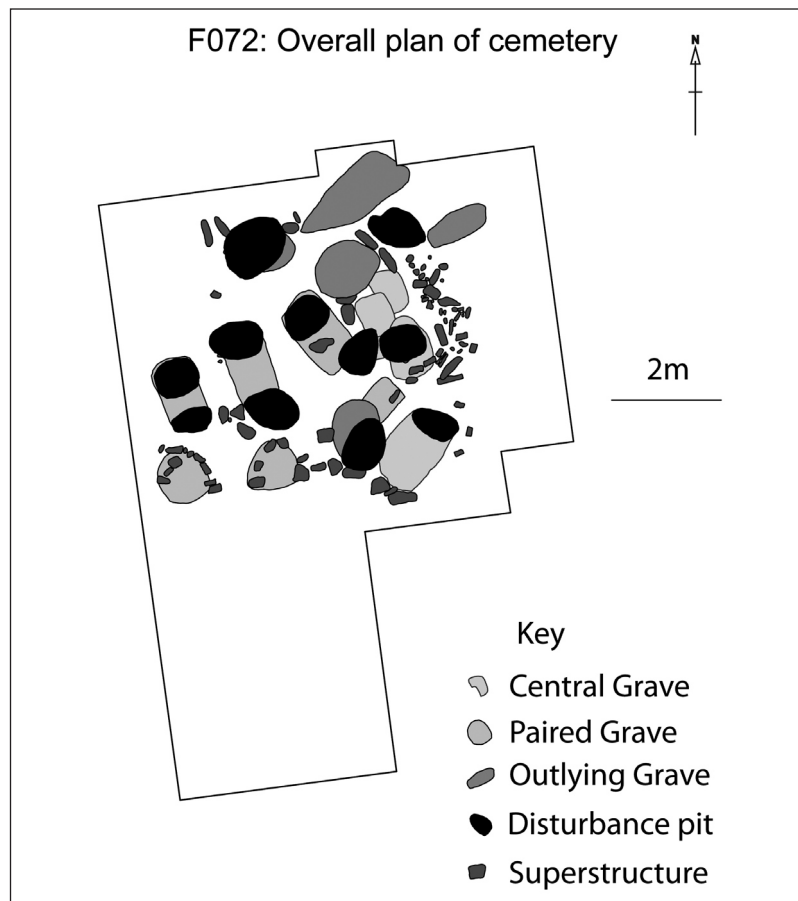 F072: Overall plan of cemetery
N
2m
Key
Central Grave
Paired Grave
Outlying Grave
Disturbance pit
Superstructure